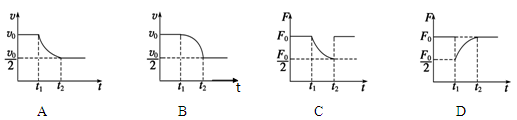 v
v₀
v₀/2
t₁ t₂ t
A
v
v₀
v₀/2
t₁ t₂ t
B
F
F₀
F₀/2
t₁ t₂ t
C
F
F₀
F₀/2
t₁ t₂ t
D